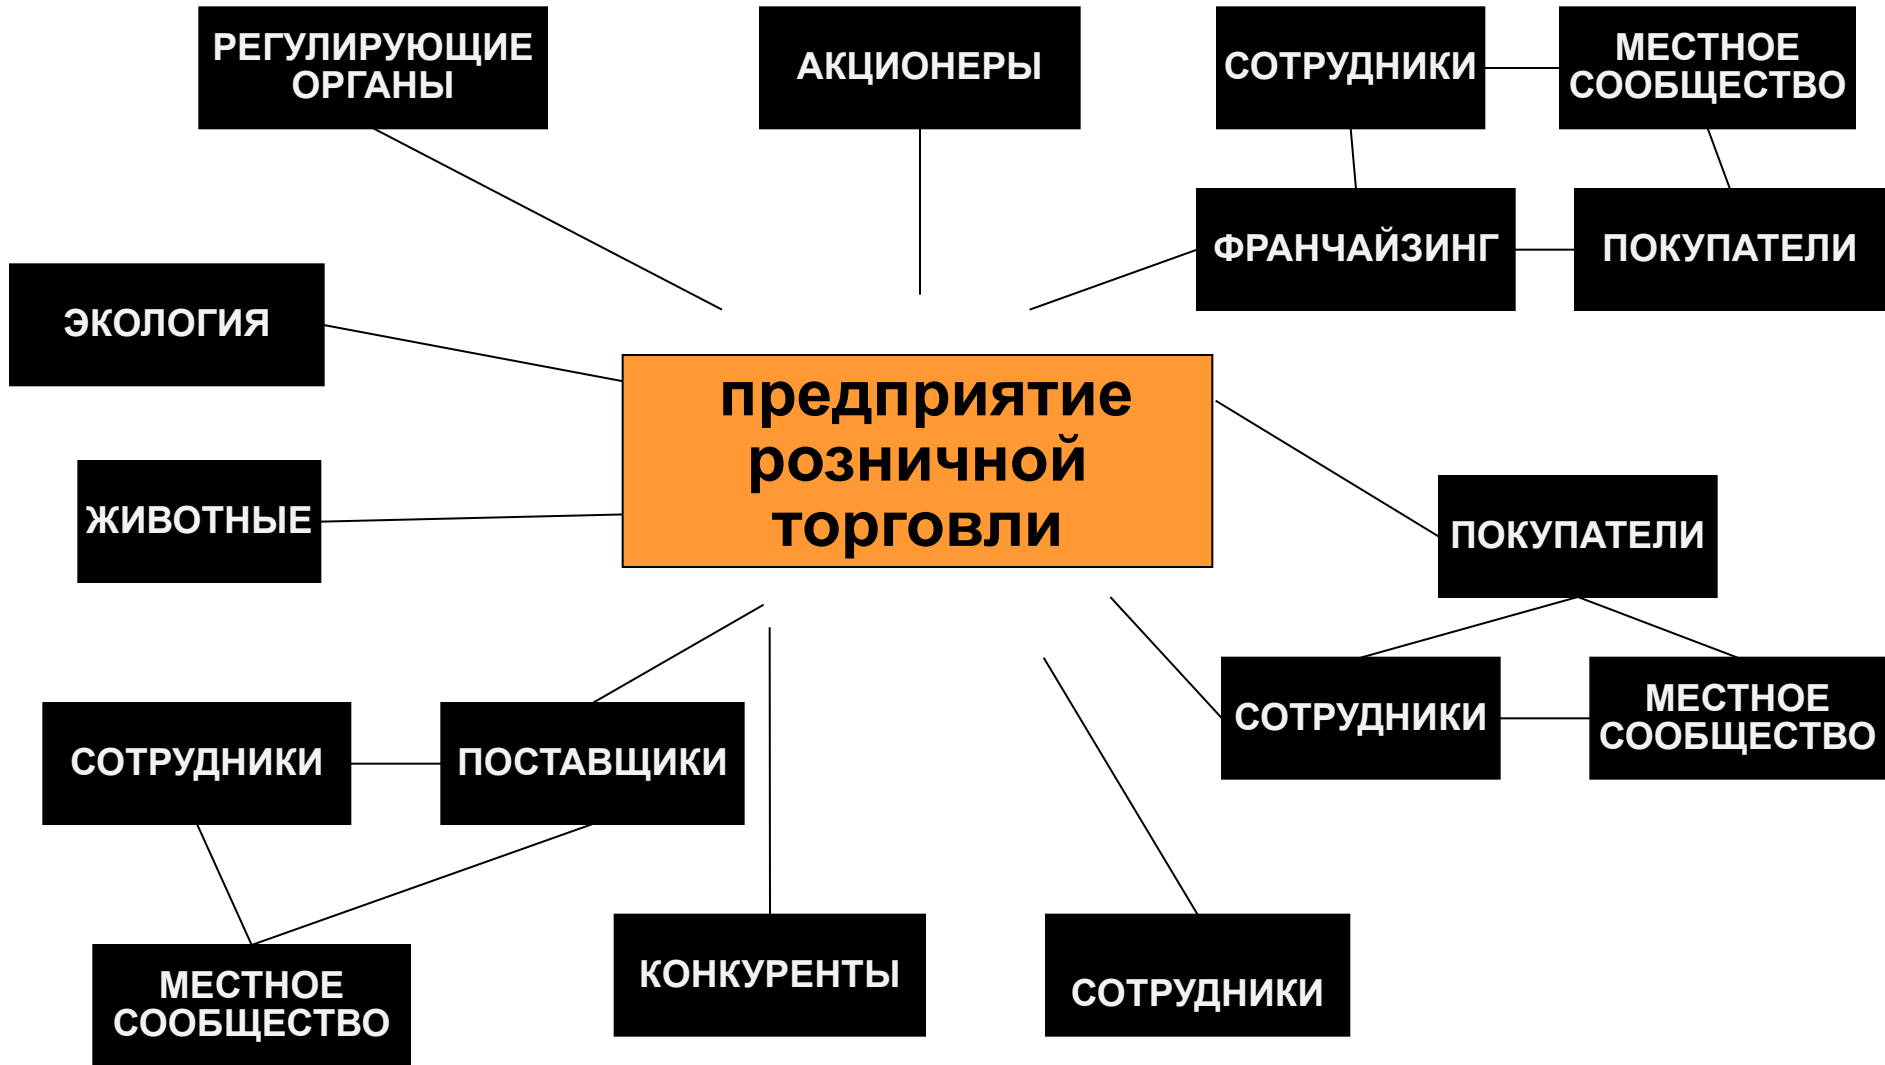 РЕГУЛИРУЮЩИЕ
ОРГАНЫ
АКЦИОНЕРЫ
СОТРУДНИКИ
МЕСТНОЕ
СООБЩЕСТВО
ФРАНЧАЙЗИНГ
ПОКУПАТЕЛИ
ЭКОЛОГИЯ
предприятие
розничной
торговли
ЖИВОТНЫЕ
ПОКУПАТЕЛИ
СОТРУДНИКИ
МЕСТНОЕ
СООБЩЕСТВО
СОТРУДНИКИ
ПОСТАВЩИКИ
МЕСТНОЕ
СООБЩЕСТВО
КОНКУРЕНТЫ
СОТРУДНИКИ